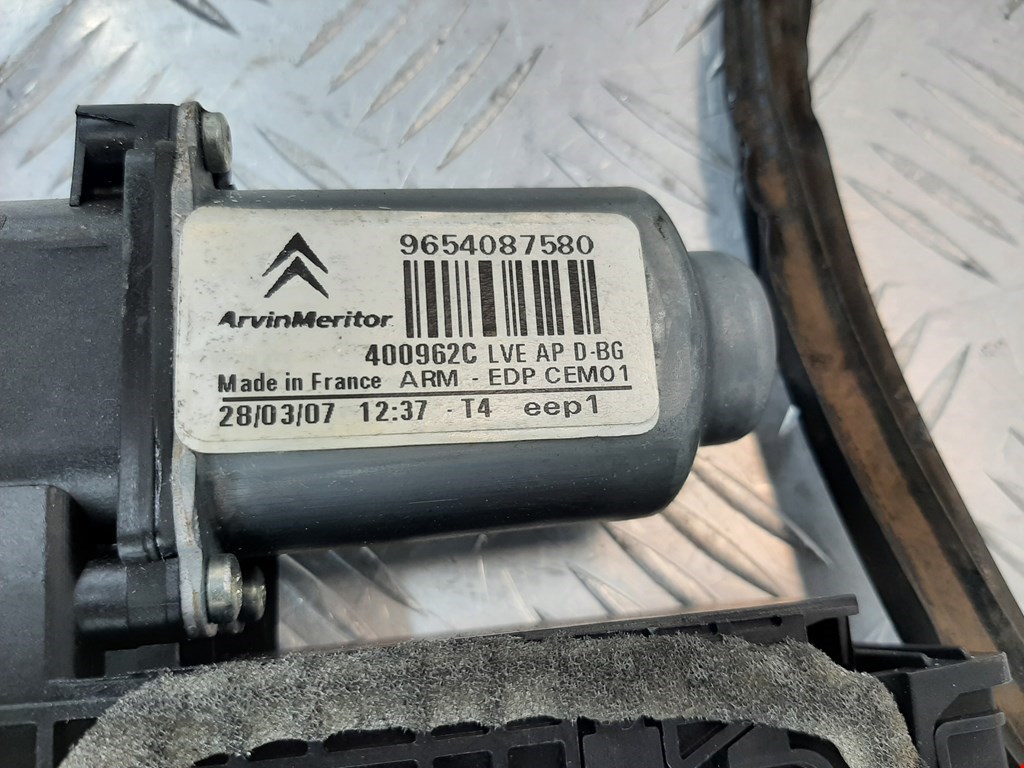 9654087580
ArvinMeritor
400962C LVE AP D-BG
Made in France ARM - EDP CEM01
28/03/07 12:37 - T4 eep1